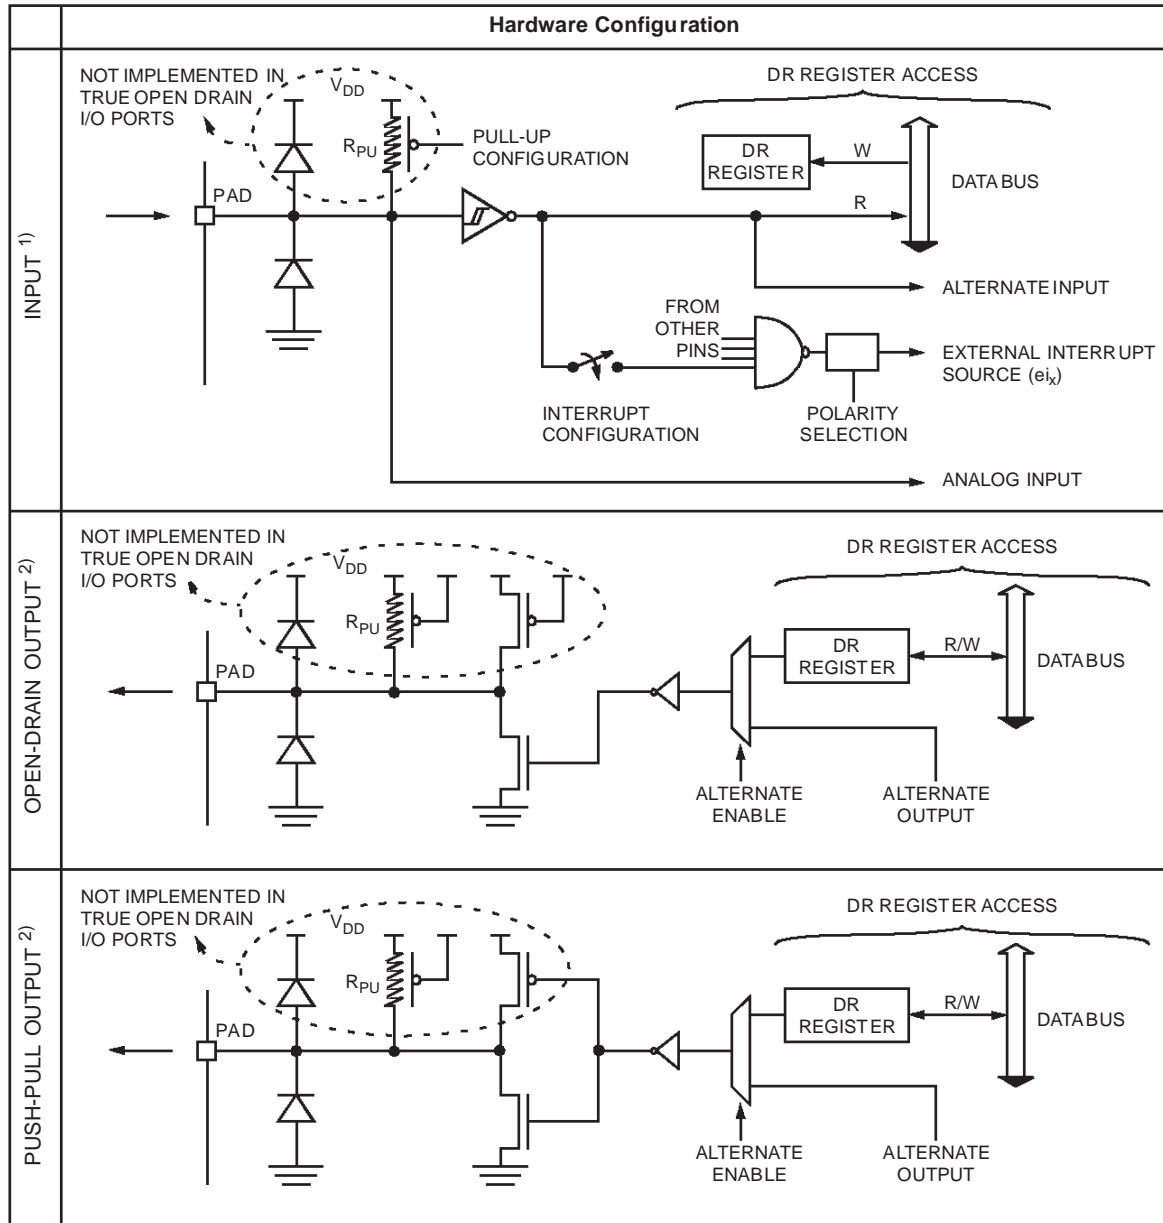 Hardware Configuration
INPUT 1)
NOT IMPLEMENTED IN
TRUE OPEN DRAIN
I/O PORTS
VDD
RPU
PULL-UP
CONFIGURATION
PAD
DR REGISTER ACCESS
DR
REGISTER
W
R
DATA BUS
ALTERNATE INPUT
FROM
OTHER
PINS
EXTERNAL INTERRUPT
SOURCE (eix)
INTERRUPT
CONFIGURATION
POLARITY
SELECTION
ANALOG INPUT
OPEN-DRAIN OUTPUT 2)
NOT IMPLEMENTED IN
TRUE OPEN DRAIN
I/O PORTS
VDD
RPU
PAD
DR REGISTER ACCESS
DR
REGISTER
R/W
DATA BUS
ALTERNATE
ENABLE
ALTERNATE
OUTPUT
PUSH-PULL OUTPUT 2)
NOT IMPLEMENTED IN
TRUE OPEN DRAIN
I/O PORTS
VDD
RPU
PAD
DR REGISTER ACCESS
DR
REGISTER
R/W
DATA BUS
ALTERNATE
ENABLE
ALTERNATE
OUTPUT